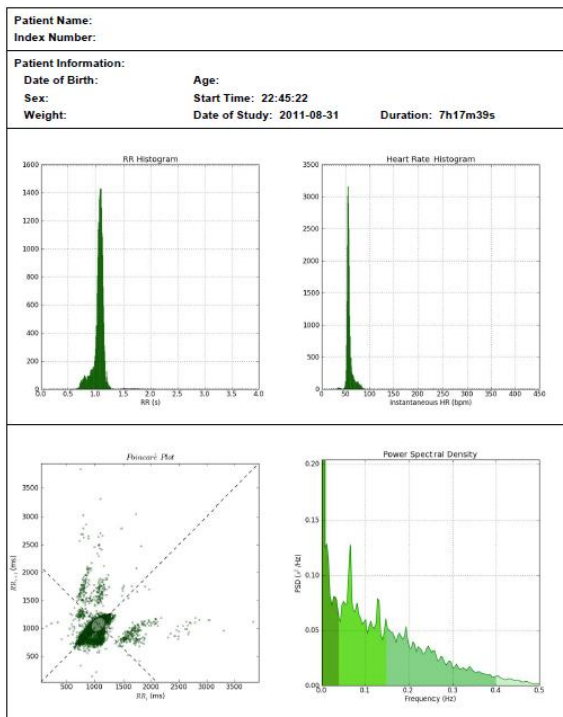 Patient Name:
Index Number:
Patient Information:
Date of Birth: Age:
Sex: Start Time: 22:45:22
Weight: Date of Study: 2011-08-31 Duration: 7h17m39s
RR Histogram
1600
1400
1200
1000
800
600
400
200
0
0.0 0.5 1.0 1.5 2.0 2.5 3.0 3.5 4.0
RR (s)
Heart Rate Histogram
3500
3000
2500
2000
1500
1000
500
0
0 50 100 150 200 250 300 350 400 450
Instantaneous HR (bpm)
Poincaré Plot
3500
3000
2500
2000
1500
1000
500
500 1000 1500 2000 2500 3000 3500
(ms)
RRᵢ (ms)
Power Spectral Density
0.20
0.15
0.10
0.05
0.00
PSD (s²/Hz)
0.0 0.1 0.2 0.3 0.4 0.5
Frequency (Hz)